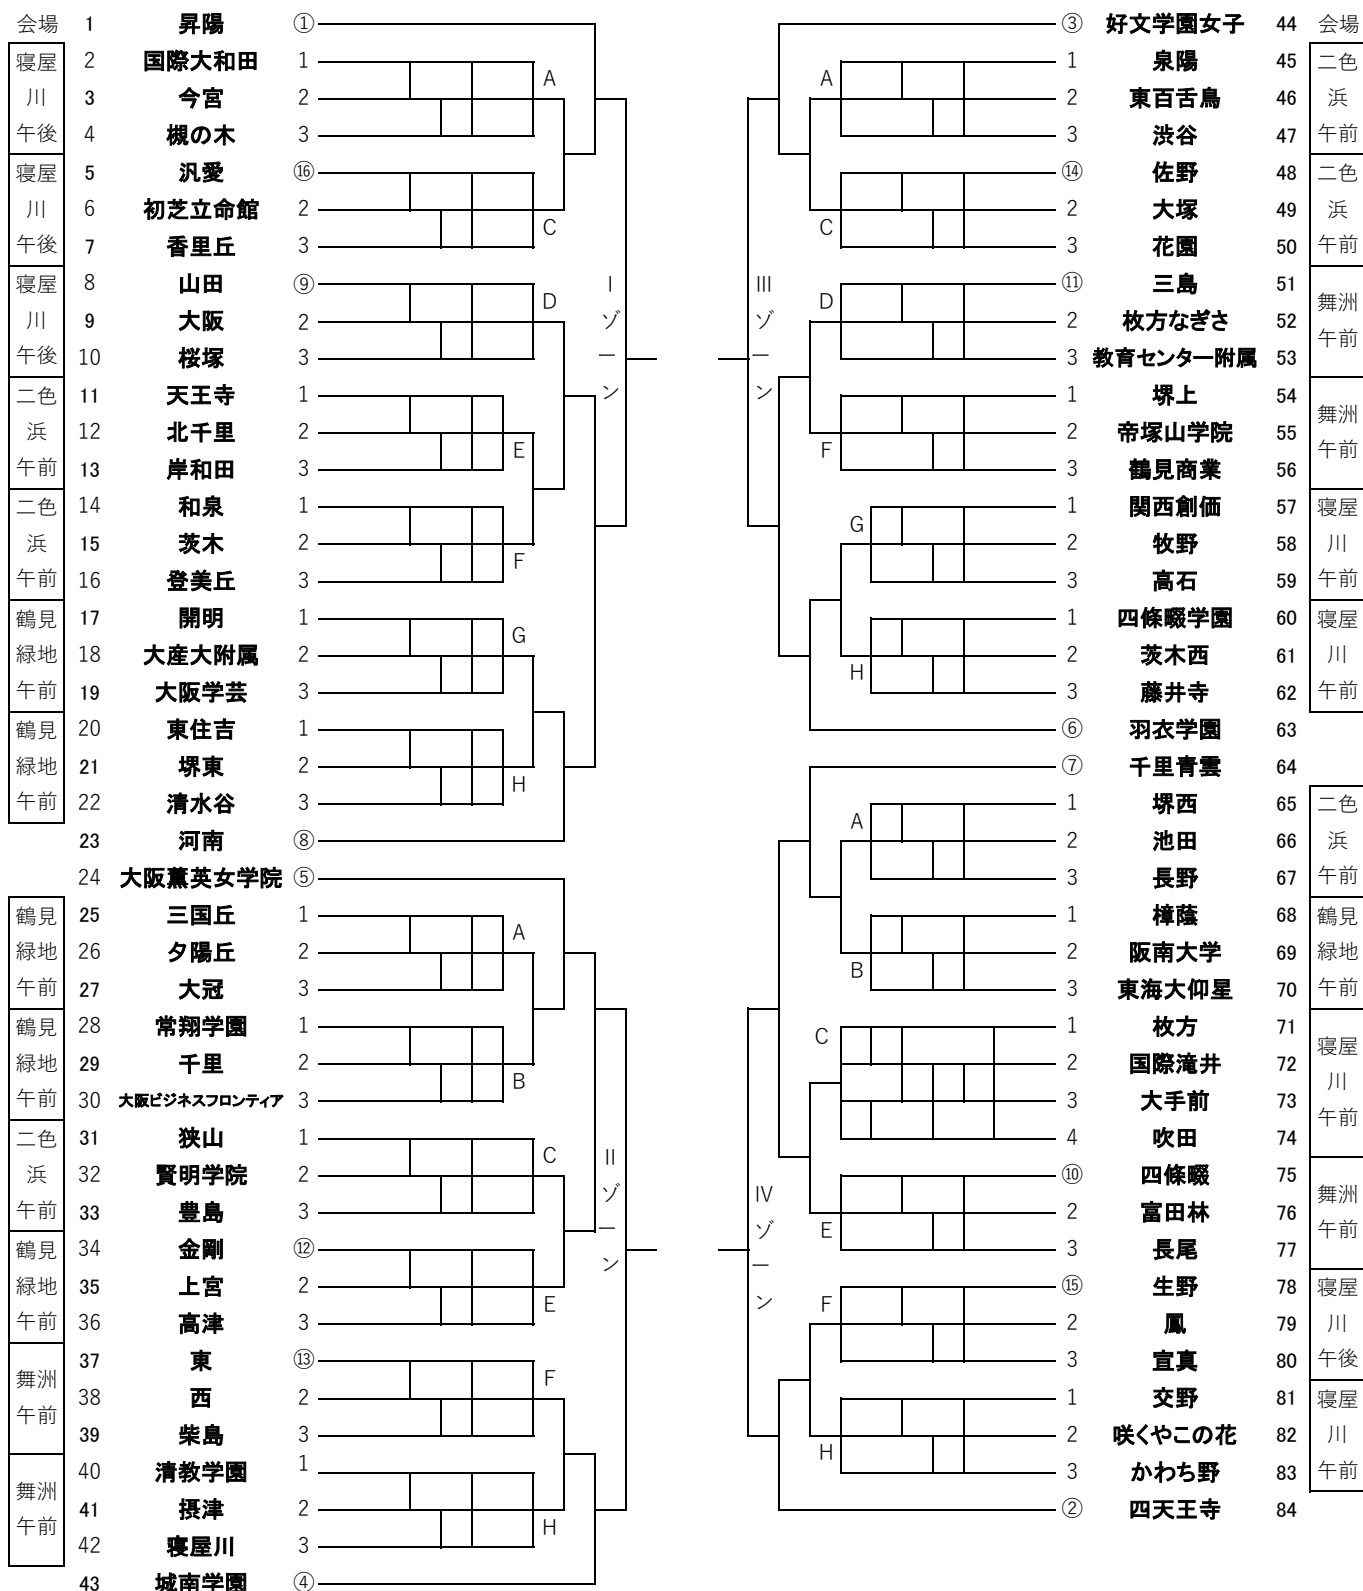 会場 1 昇陽 ①
寝屋 2 国際大和田 1
川 3 今宮 2
午後 4 槻の木 3
A
寝屋 5 汎愛 ⑯
川 6 初芝立命館 2
午後 7 香里丘 3
C
寝屋 8 山田 ⑨
川 9 大阪 2
午後 10 桜塚 3
D
二色 11 天王寺 1
浜 12 北千里 2
午前 13 岸和田 3
E
二色 14 和泉 1
浜 15 茨木 2
午前 16 登美丘 3
F
鶴見 17 開明 1
緑地 18 大産大附属 2
午前 19 大阪学芸 3
G
鶴見 20 東住吉 1
緑地 21 堺東 2
午前 22 清水谷 3
H
23 河南 ⑧
Ⅰゾーン
24 大阪薫英女学院 ⑤
鶴見 25 三国丘 1
緑地 26 夕陽丘 2
午前 27 大冠 3
A
鶴見 28 常翔学園 1
緑地 29 千里 2
午前 30 大阪ビジネスフロンティア 3
B
二色 31 狭山 1
浜 32 賢明学院 2
午前 33 豊島 3
C
鶴見 34 金剛 ⑫
緑地 35 上宮 2
午前 36 高津 3
E
舞洲 37 東 ⑬
午前 38 西 2
39 柴島 3
F
舞洲 40 清教学園 1
午前 41 摂津 2
42 寝屋川 3
H
43 城南学園 ④
Ⅱゾーン
③ 好文学園女子 44 会場
1 泉陽 45 二色
2 東百舌鳥 46 浜
3 渋谷 47 午前
A
⑭ 佐野 48 二色
2 大塚 49 浜
3 花園 50 午前
C
⑪ 三島 51 舞洲
2 枚方なぎさ 52 午前
3 教育センター附属 53
D
1 堺上 54 舞洲
2 帝塚山学院 55 午前
3 鶴見商業 56
F
1 関西創価 57 寝屋
2 牧野 58 川
3 高石 59 午前
G
1 四條畷学園 60 寝屋
2 茨木西 61 川
3 藤井寺 62 午前
H
⑥ 羽衣学園 63
Ⅲゾーン
⑦ 千里青雲 64
1 堺西 65 二色
2 池田 66 浜
3 長野 67 午前
A
1 樟蔭 68 鶴見
2 阪南大学 69 緑地
3 東海大仰星 70 午前
B
1 枚方 71 寝屋
2 国際滝井 72 川
3 大手前 73 午前
4 吹田 74
C
⑩ 四條畷 75 舞洲
2 富田林 76 午前
3 長尾 77
E
⑮ 生野 78 寝屋
2 鳳 79 川
3 宣真 80 午後
F
1 交野 81 寝屋
2 咲くやこの花 82 川
3 かわち野 83 午前
H
② 四天王寺 84
Ⅳゾーン